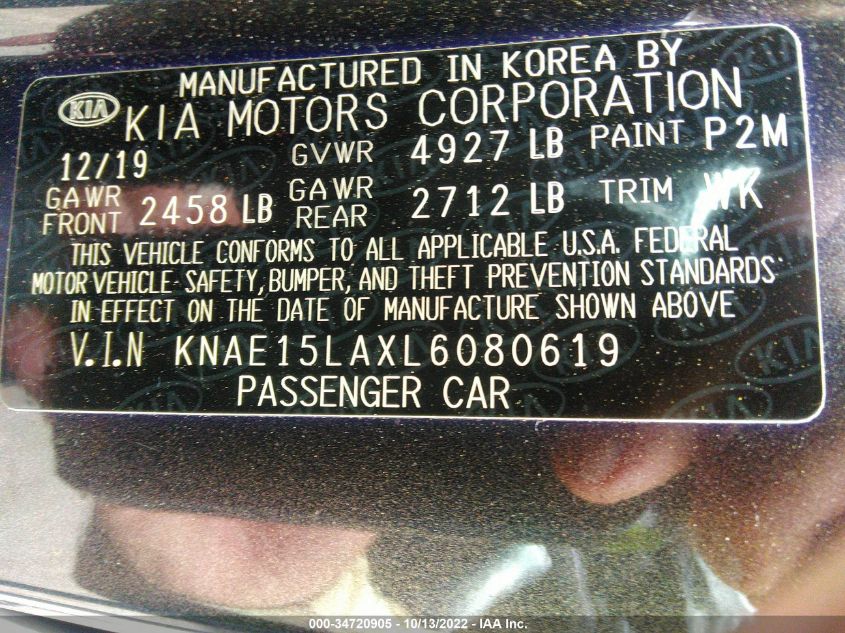 MANUFACTURED IN KOREA BY
KIA KIA MOTORS CORPORATION
12/19 GVWR 4927 LB PAINT P2M
GAWR FRONT 2458 LB GAWR REAR 2712 LB TRIM WK
THIS VEHICLE CONFORMS TO ALL APPLICABLE U.S.A. FEDERAL
MOTOR VEHICLE SAFETY, BUMPER, AND THEFT PREVENTION STANDARDS
IN EFFECT ON THE DATE OF MANUFACTURE SHOWN ABOVE
V.I.N KNAE15LAXL6080619
PASSENGER CAR
000-34720905 - 10/13/2022 - IAA Inc.